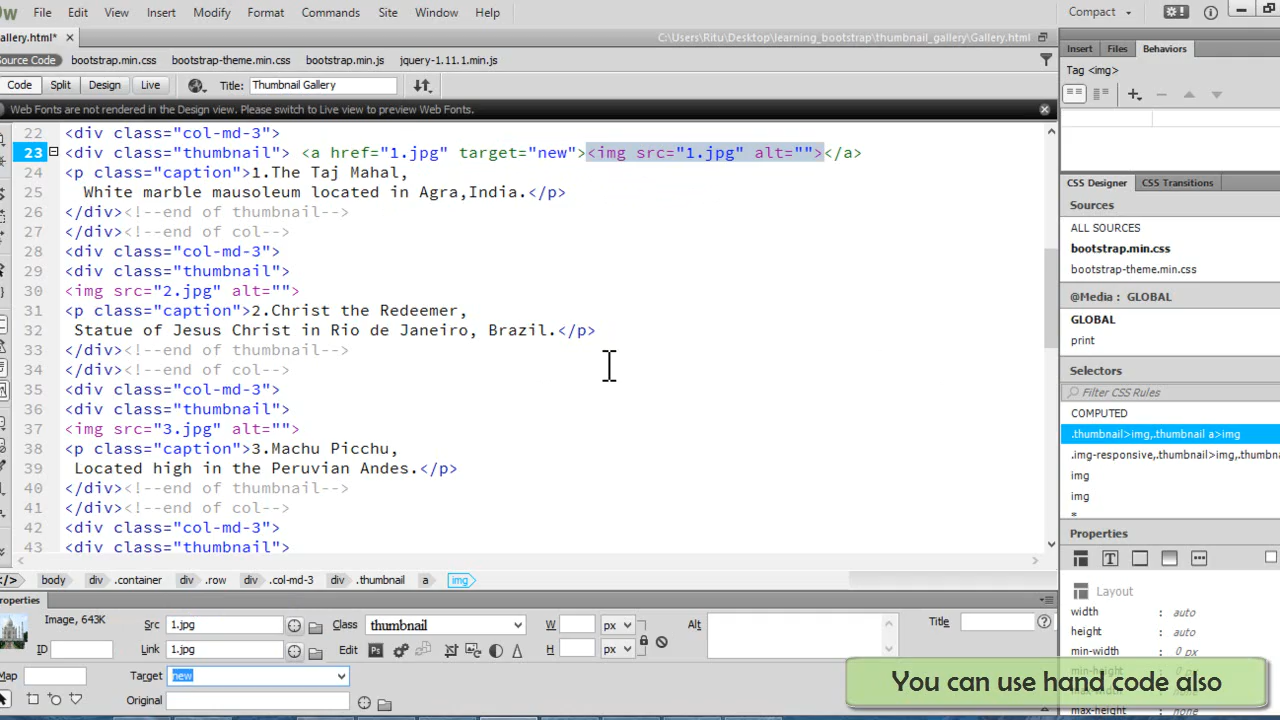 W File Edit View Insert Modify Format Commands Site Window Help Compact
allery.html* × C:\Users\Ritu\Desktop\learning_bootstrap\thumbnail_gallery\Gallery.html
ource Code bootstrap.min.css bootstrap-theme.min.css bootstrap.min.js jquery-1.11.1.min.js
Code Split Design Live Title: Thumbnail Gallery
Web Fonts are not rendered in the Design view. Please switch to Live view to preview Web Fonts.
22 <div class="col-md-3">
23 <div class="thumbnail"> <a href="1.jpg" target="new"><img src="1.jpg" alt=""></a>
24 <p class="caption">1.The Taj Mahal,
25 White marble mausoleum located in Agra,India.</p>
26 </div><!--end of thumbnail-->
27 </div><!--end of col-->
28 <div class="col-md-3">
29 <div class="thumbnail">
30 <img src="2.jpg" alt="">
31 <p class="caption">2.Christ the Redeemer,
32 Statue of Jesus Christ in Rio de Janeiro, Brazil.</p>
33 </div><!--end of thumbnail-->
34 </div><!--end of col-->
35 <div class="col-md-3">
36 <div class="thumbnail">
37 <img src="3.jpg" alt="">
38 <p class="caption">3.Machu Picchu,
39 Located high in the Peruvian Andes.</p>
40 </div><!--end of thumbnail-->
41 </div><!--end of col-->
42 <div class="col-md-3">
43 <div class="thumbnail">
</> body div .container div .row div .col-md-3 div .thumbnail a img
roperties
Image, 643K Src 1.jpg Class thumbnail W px Alt Title
ID Link 1.jpg Edit Ps H px
Map Target new
Original
Insert Files Behaviors
Tag <img>
CSS Designer CSS Transitions
Sources
ALL SOURCES
bootstrap.min.css
bootstrap-theme.min.css
@Media : GLOBAL
GLOBAL
print
Selectors
Filter CSS Rules
COMPUTED
.thumbnail>img,.thumbnail a>img
.img-responsive,.thumbnail>img,.thumbn
img
img
*
Properties
Layout
width : auto
height : auto
min-width : 0 px
You can use hand code also